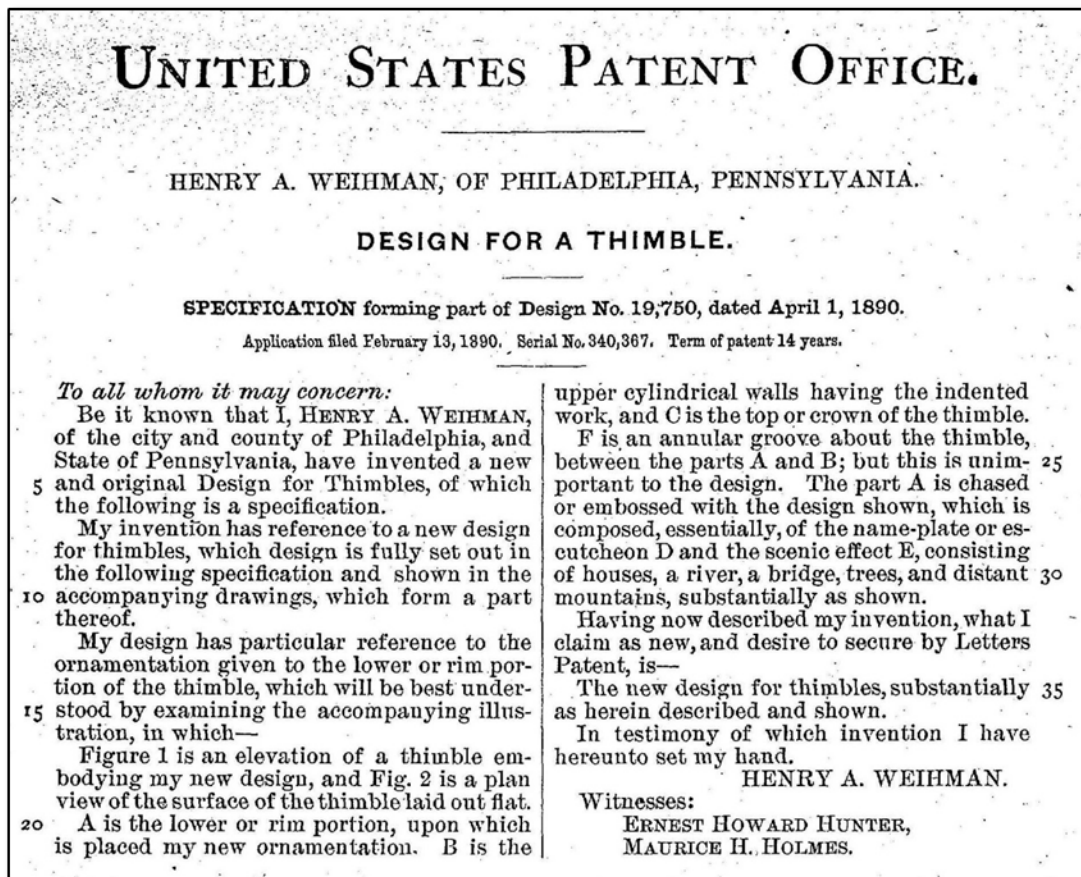 UNITED STATES PATENT OFFICE.
HENRY A. WEIHMAN, OF PHILADELPHIA, PENNSYLVANIA.
DESIGN FOR A THIMBLE.
SPECIFICATION forming part of Design No. 19,750, dated April 1, 1890.
Application filed February 13, 1890. Serial No. 340,367. Term of patent 14 years.
To all whom it may concern:
Be it known that I, HENRY A. WEIHMAN,
of the city and county of Philadelphia, and
State of Pennsylvania, have invented a new
5 and original Design for Thimbles, of which
the following is a specification.
My invention has reference to a new design
for thimbles, which design is fully set out in
the following specification and shown in the
10 accompanying drawings, which form a part
thereof.
My design has particular reference to the
ornamentation given to the lower or rim por-
tion of the thimble, which will be best under-
15 stood by examining the accompanying illus-
tration, in which—
Figure 1 is an elevation of a thimble em-
bodying my new design, and Fig. 2 is a plan
view of the surface of the thimble laid out flat.
20 A is the lower or rim portion, upon which
is placed my new ornamentation. B is the
upper cylindrical walls having the indented
work, and C is the top or crown of the thimble.
F is an annular groove about the thimble,
between the parts A and B; but this is unim- 25
portant to the design. The part A is chased
or embossed with the design shown, which is
composed, essentially, of the name-plate or es-
cutcheon D and the scenic effect E, consisting
of houses, a river, a bridge, trees, and distant 30
mountains, substantially as shown.
Having now described my invention, what I
claim as new, and desire to secure by Letters
Patent, is—
The new design for thimbles, substantially 35
as herein described and shown.
In testimony of which invention I have
hereunto set my hand.
HENRY A. WEIHMAN.
Witnesses:
ERNEST HOWARD HUNTER,
MAURICE H. HOLMES.